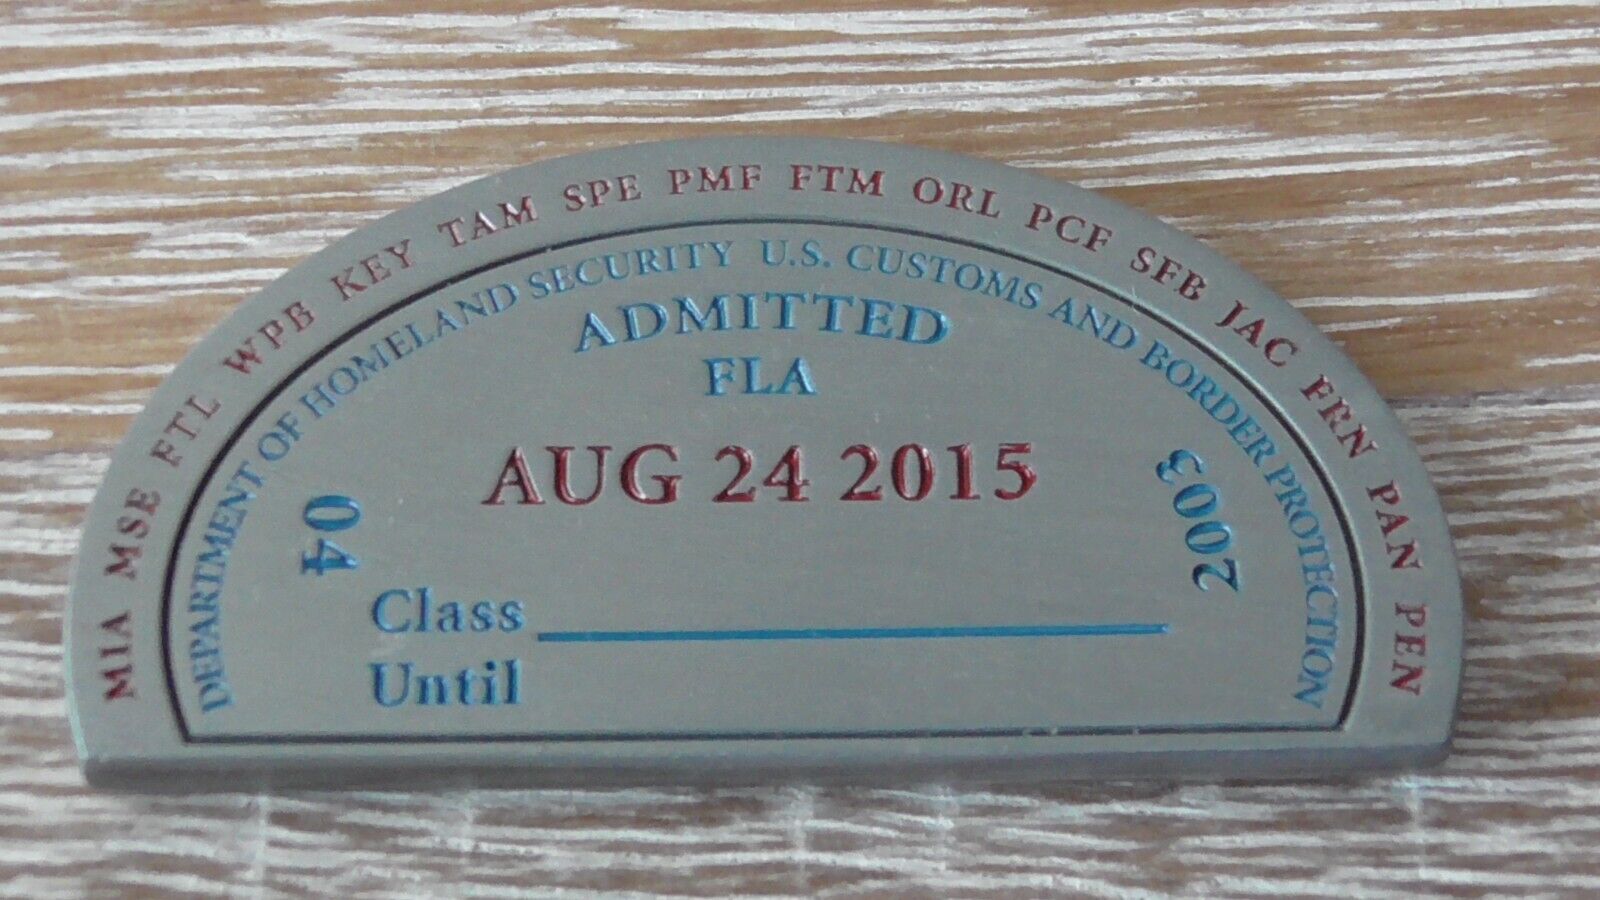 MIA MSE FTL WPB KEY TAM SPE PMF FTM ORL PCF SFB JAC FRN PAN PEN
DEPARTMENT OF HOMELAND SECURITY U.S. CUSTOMS AND BORDER PROTECTION
ADMITTED
FLA
AUG 24 2015
04
2003
Class
Until